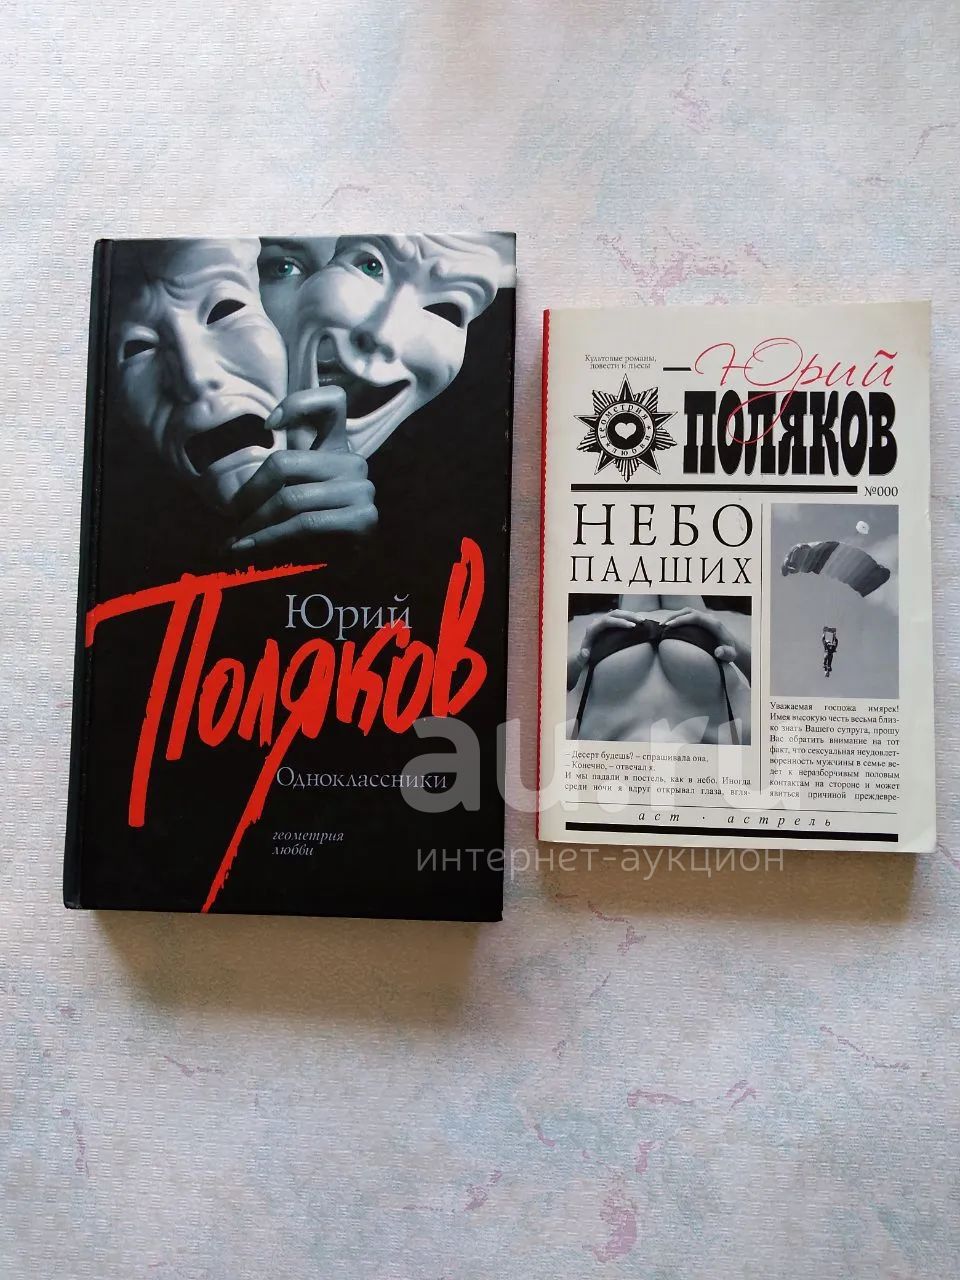 Юрий
Поляков
Одноклассники
геометрия
любви
Культовые романы,
повести и пьесы
Юрий
ПОЛЯКОВ
ГЕОМЕТРИЯ
ЛЮБВИ
№000
НЕБО
ПАДШИХ
– Десерт будешь? – спрашивала она.
– Конечно, – отвечал я.
И мы падали в постель, как в небо. Иногда
среди ночи я вдруг открывал глаза, вгля-
Уважаемая госпожа имярек!
Имея высокую честь весьма близ-
ко знать Вашего супруга, прошу
Вас обратить внимание на тот
факт, что сексуальная неудовлет-
воренность мужчины в семье ве-
дет к неразборчивым половым
контактам на стороне и может
явиться причиной преждевре-
аст · астрель
au.ru
интернет-аукцион